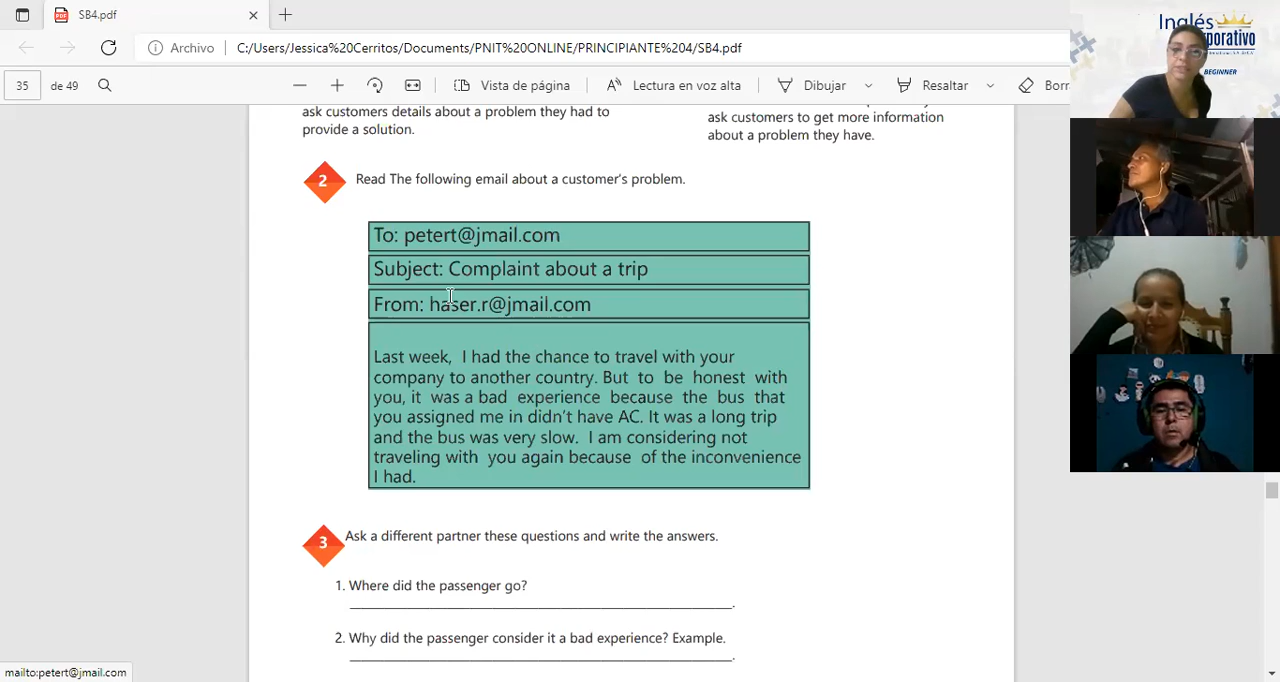 SB4.pdf
Archivo
C:/Users/Jessica%20Cerritos/Documents/PNIT%20ONLINE/PRINCIPIANTE%204/SB4.pdf
35
de 49
Vista de página
Lectura en voz alta
Dibujar
Resaltar
Inglés
BEGINNER
ask customers details about a problem they had to
provide a solution.
ask customers to get more information
about a problem they have.
2
Read The following email about a customer's problem.
To: petert@jmail.com
Subject: Complaint about a trip
From: haser.r@jmail.com
Last week, I had the chance to travel with your
company to another country. But to be honest with
you, it was a bad experience because the bus that
you assigned me in didn't have AC. It was a long trip
and the bus was very slow. I am considering not
traveling with you again because of the inconvenience
I had.
3
Ask a different partner these questions and write the answers.
1. Where did the passenger go?
2. Why did the passenger consider it a bad experience? Example.
mailto:petert@jmail.com